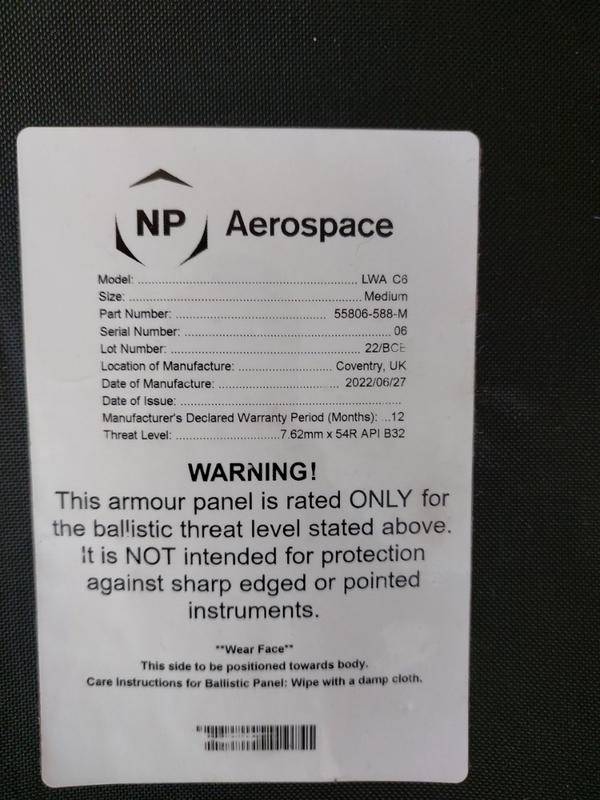 NP Aerospace
Model: ........................................................ LWA C6
Size: ........................................................ Medium
Part Number: ................................... 55806-588-M
Serial Number: ..................................................... 06
Lot Number: ............................................. 22/BCE
Location of Manufacture: ....................... Coventry, UK
Date of Manufacture: ............................. 2022/06/27
Date of Issue: .....................................................
Manufacturer's Declared Warranty Period (Months): ...12
Threat Level: .........................7.62mm x 54R API B32
WARNING!
This armour panel is rated ONLY for
the ballistic threat level stated above.
It is NOT intended for protection
against sharp edged or pointed
instruments.
**Wear Face**
This side to be positioned towards body.
Care Instructions for Ballistic Panel: Wipe with a damp cloth.